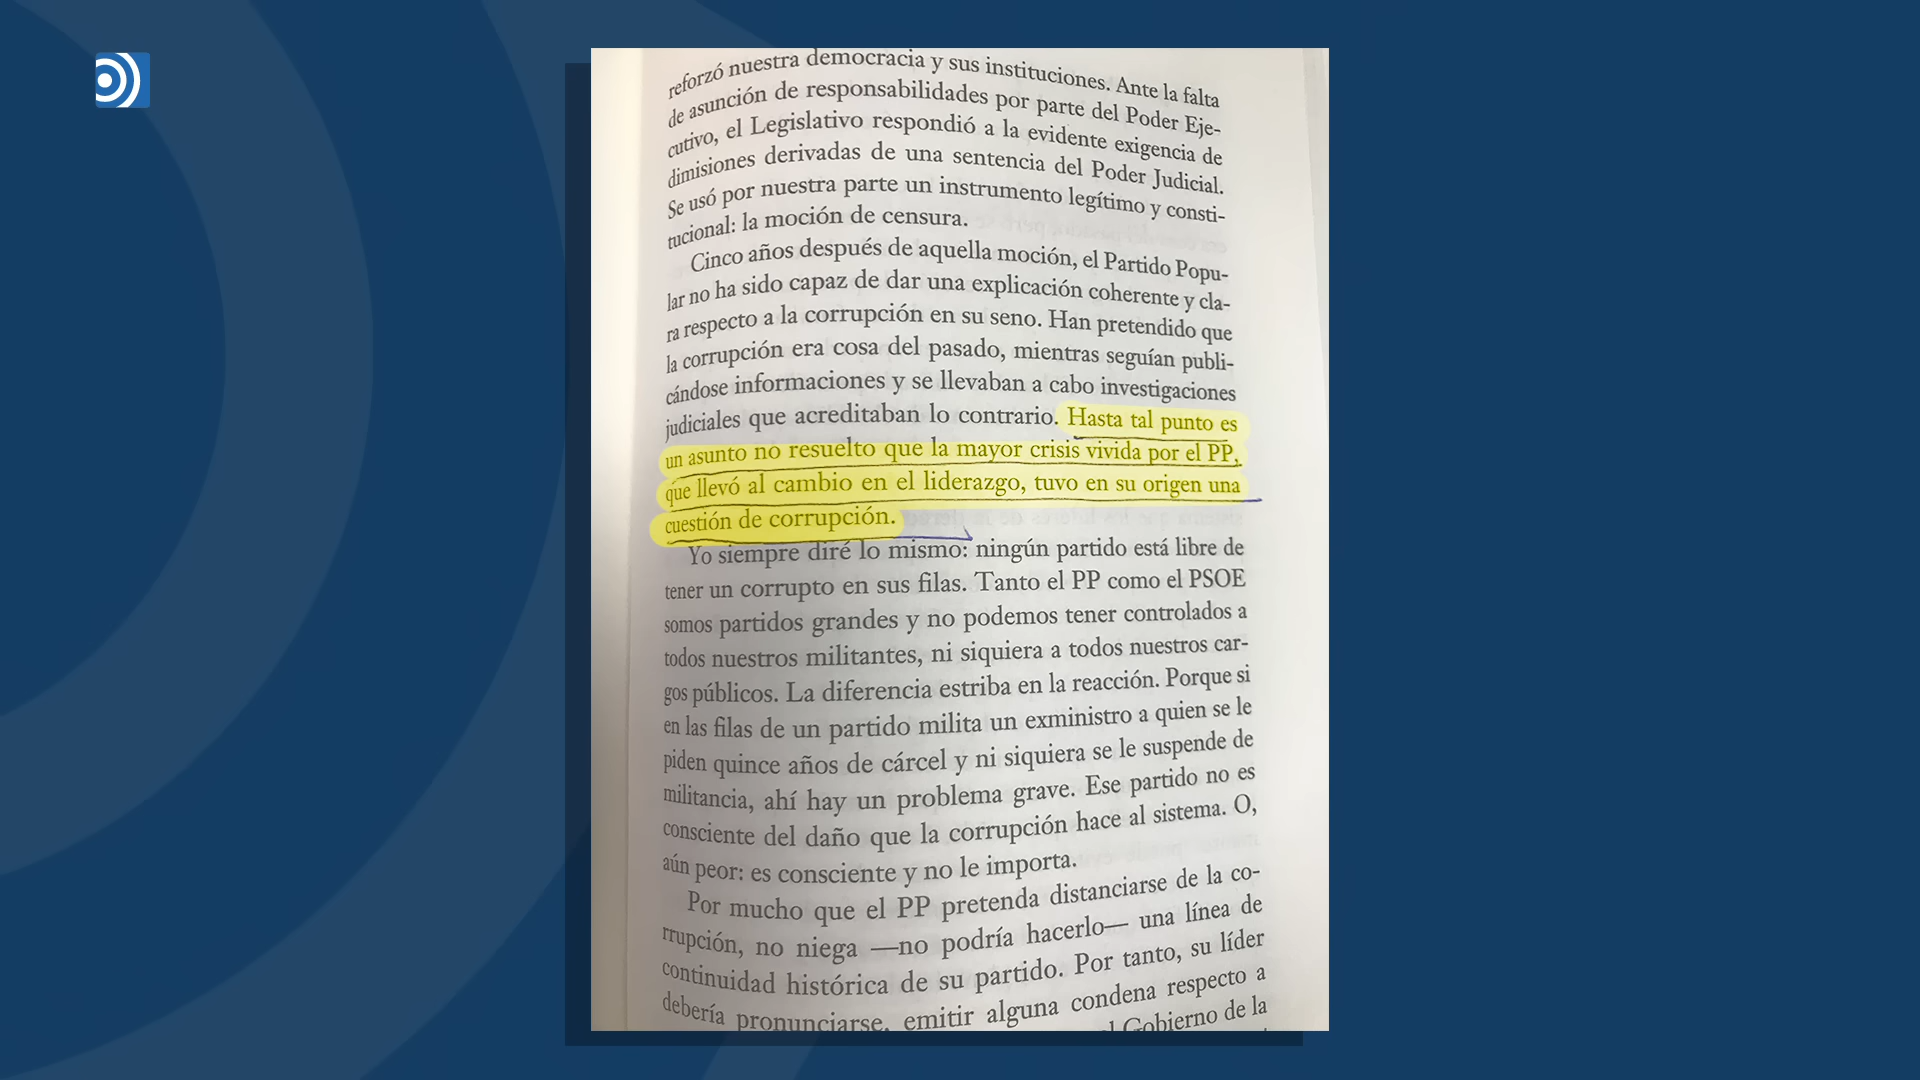 reforzó nuestra democracia y sus instituciones. Ante la falta
de asunción de responsabilidades por parte del Poder Eje-
cutivo, el Legislativo respondió a la evidente exigencia de
dimisiones derivadas de una sentencia del Poder Judicial.
Se usó por nuestra parte un instrumento legítimo y consti-
tucional: la moción de censura.
Cinco años después de aquella moción, el Partido Popu-
lar no ha sido capaz de dar una explicación coherente y cla-
ra respecto a la corrupción en su seno. Han pretendido que
la corrupción era cosa del pasado, mientras seguían publi-
cándose informaciones y se llevaban a cabo investigaciones
judiciales que acreditaban lo contrario. Hasta tal punto es
un asunto no resuelto que la mayor crisis vivida por el PP,
que llevó al cambio en el liderazgo, tuvo en su origen una
cuestión de corrupción.
Yo siempre diré lo mismo: ningún partido está libre de
tener un corrupto en sus filas. Tanto el PP como el PSOE
somos partidos grandes y no podemos tener controlados a
todos nuestros militantes, ni siquiera a todos nuestros car-
gos públicos. La diferencia estriba en la reacción. Porque si
en las filas de un partido milita un exministro a quien se le
piden quince años de cárcel y ni siquiera se le suspende de
militancia, ahí hay un problema grave. Ese partido no es
consciente del daño que la corrupción hace al sistema. O,
aún peor: es consciente y no le importa.
Por mucho que el PP pretenda distanciarse de la co-
rrupción, no niega —no podría hacerlo— una línea de
continuidad histórica de su partido. Por tanto, su líder
debería pronunciarse, emitir alguna condena respecto a
Gobierno de la